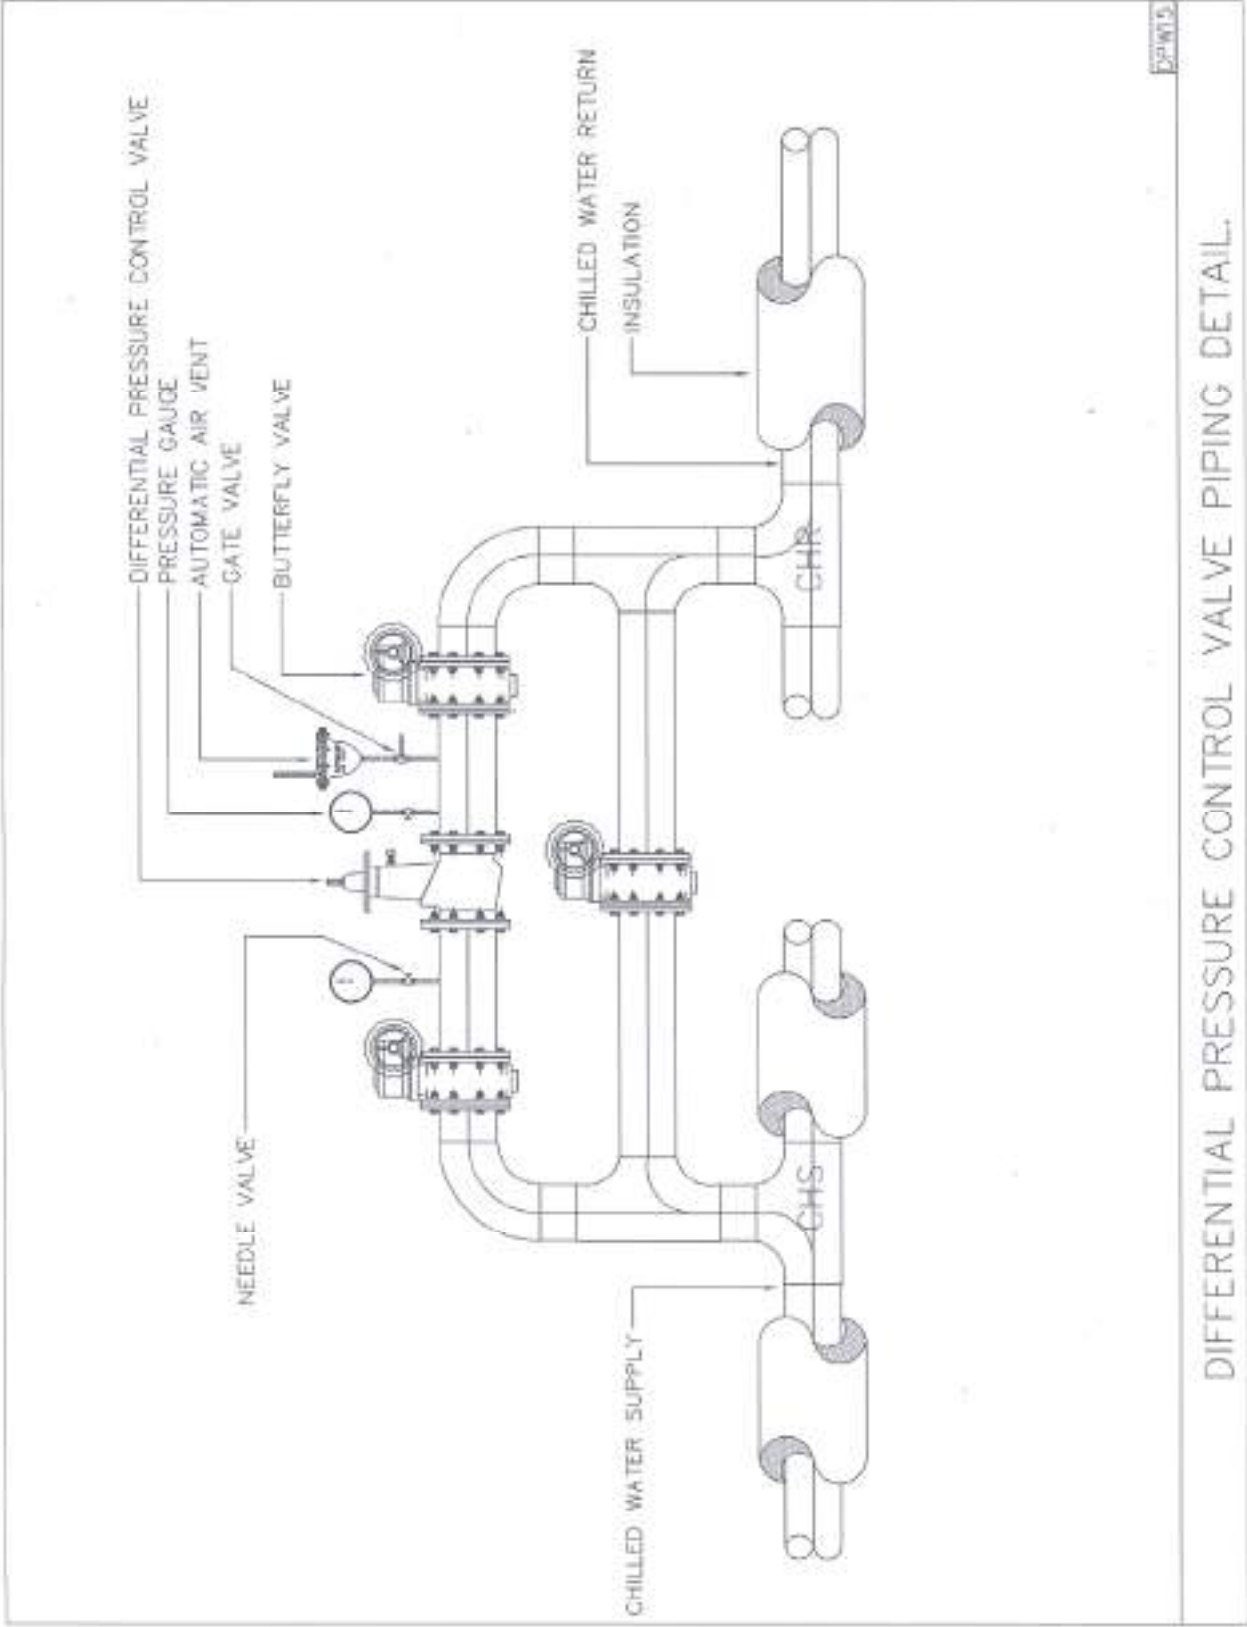 DIFFERENTIAL PRESSURE CONTROL VALVE
PRESSURE GAUGE
AUTOMATIC AIR VENT
GATE VALVE
BUTTERFLY VALVE
NEEDLE VALVE
CHILLED WATER RETURN
INSULATION
CHILLED WATER SUPPLY
CHS
CHR
DIFFERENTIAL PRESSURE CONTROL VALVE PIPING DETAIL.